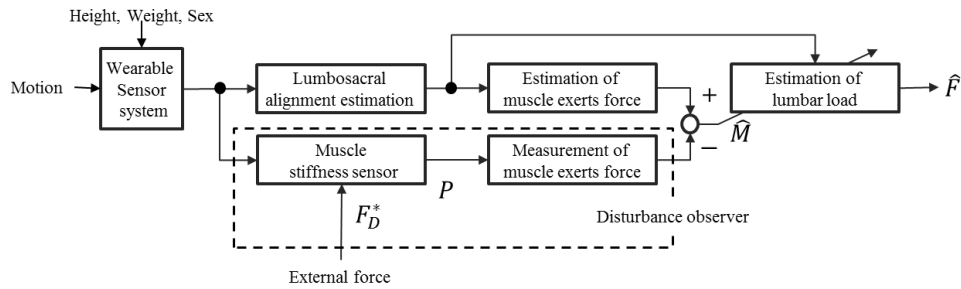 Height, Weight, Sex
Motion
Wearable
Sensor
system
Lumbosacral
alignment estimation
Estimation of
muscle exerts force
Estimation of
lumbar load
F̂
+
−
M̂
Muscle
stiffness sensor
P
Measurement of
muscle exerts force
F_D^*
Disturbance observer
External force